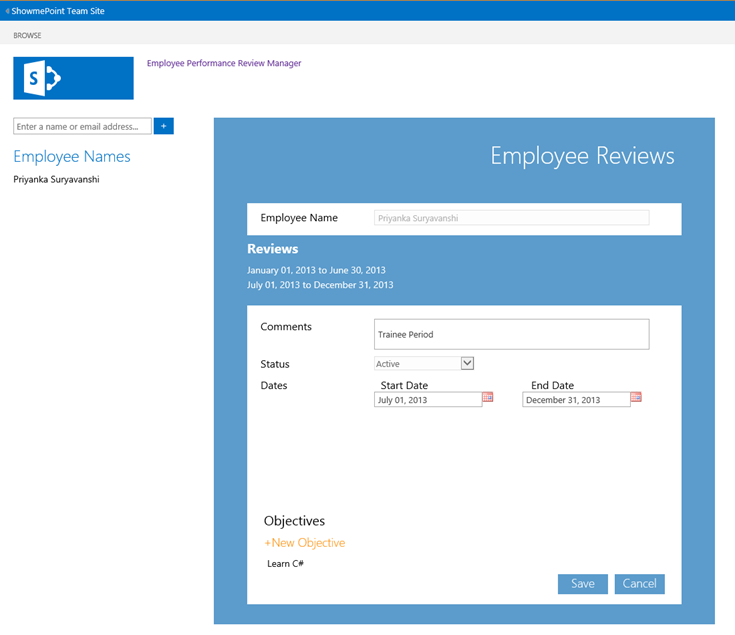 ShowmePoint Team Site
BROWSE
S
Employee Performance Review Manager
Enter a name or email address...
+
Employee Names
Priyanka Suryavanshi
Employee Reviews
Employee Name Priyanka Suryavanshi
Reviews
January 01, 2013 to June 30, 2013
July 01, 2013 to December 31, 2013
Comments Trainee Period
Status Active
Dates Start Date End Date
July 01, 2013 December 31, 2013
Objectives
+New Objective
Learn C#
Save Cancel